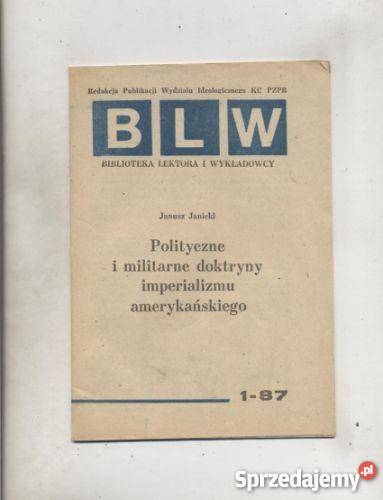 Redakcja Publikacji Wydziału Ideologicznego KC PZPR
BLW
BIBLIOTEKA LEKTORA I WYKŁADOWCY
Janusz Janicki
Polityczne
i militarne doktryny
imperializmu
amerykańskiego
1-87
Sprzedajemy.pl